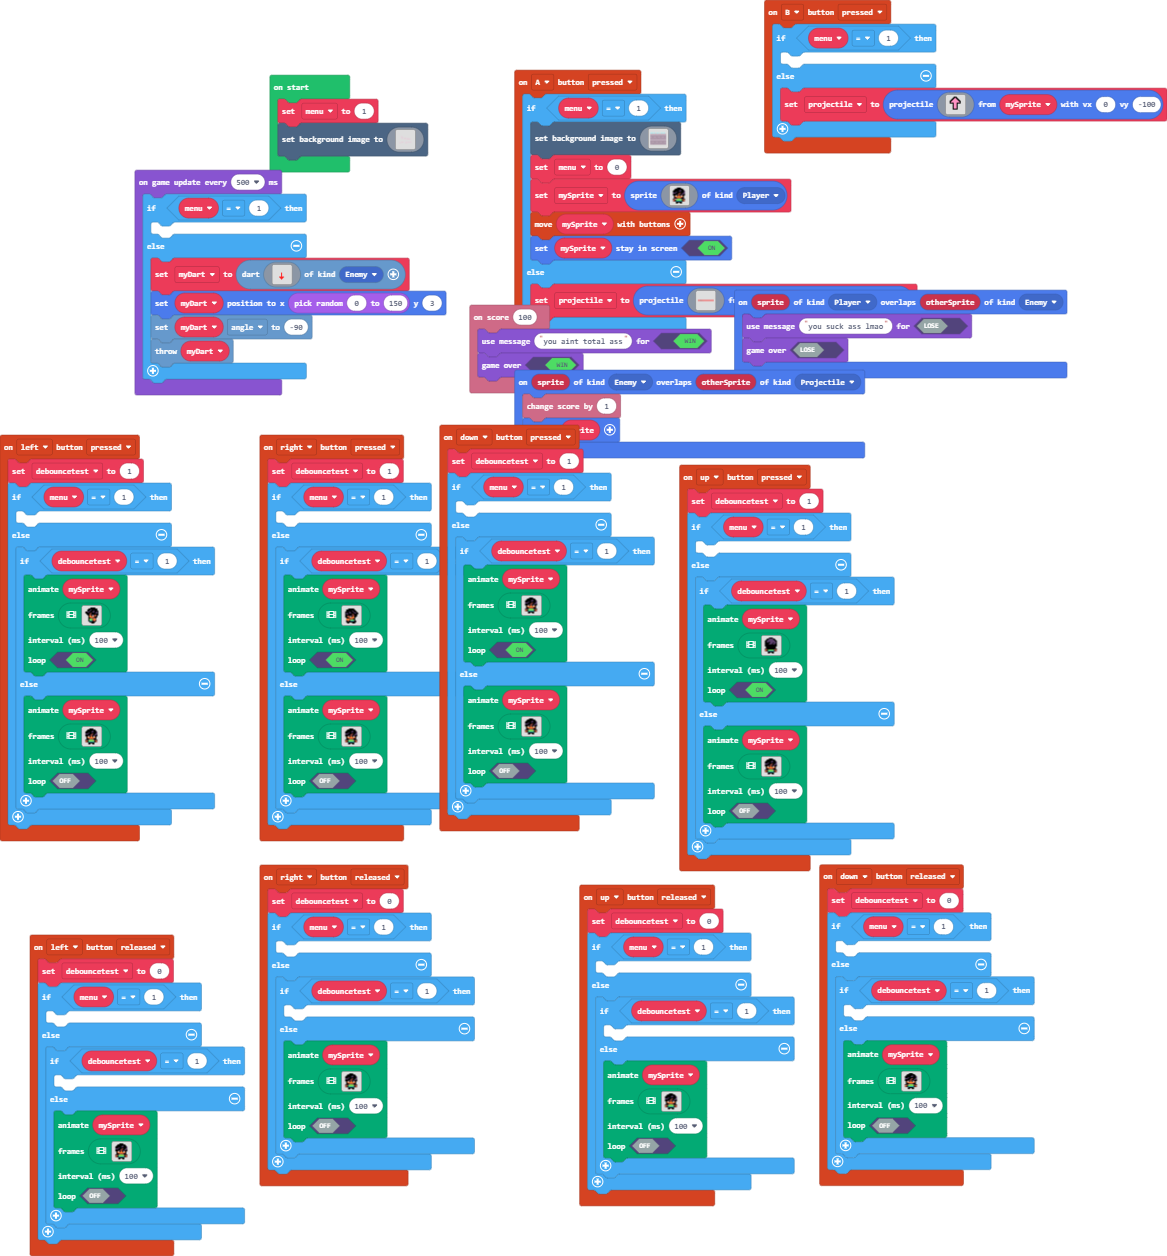 on B button pressed
if menu = 1 then
else
set projectile to projectile from mySprite with vx 0 vy -100
on start
set menu to 1
set background image to
on A button pressed
if menu = 1 then
set background image to
set menu to 0
set mySprite to sprite of kind Player
move mySprite with buttons
set mySprite stay in screen ON
else
set projectile to projectile
on game update every 500 ms
if menu = 1 then
else
set myDart to dart of kind Enemy
set myDart position to x pick random 0 to 150 y 3
set myDart angle to -90
throw myDart
on score 100
use message "you aint total ass" for WIN
game over WIN
on sprite of kind Player overlaps otherSprite of kind Enemy
use message "you suck ass lmao" for LOSE
game over LOSE
on sprite of kind Enemy overlaps otherSprite of kind Projectile
change score by 1
on left button pressed
set debouncetest to 1
if menu = 1 then
else
if debouncetest = 1 then
animate mySprite
frames
interval (ms) 100
loop ON
else
animate mySprite
frames
interval (ms) 100
loop OFF
on right button pressed
set debouncetest to 1
if menu = 1 then
else
if debouncetest = 1
animate mySprite
frames
interval (ms) 100
loop ON
else
animate mySprite
frames
interval (ms) 100
loop OFF
on down button pressed
set debouncetest to 1
if menu = 1 then
else
if debouncetest = 1 then
animate mySprite
frames
interval (ms) 100
loop ON
else
animate mySprite
frames
interval (ms) 100
loop OFF
on up button pressed
set debouncetest to 1
if menu = 1 then
else
if debouncetest = 1 then
animate mySprite
frames
interval (ms) 100
loop ON
else
animate mySprite
frames
interval (ms) 100
loop OFF
on left button released
set debouncetest to 0
if menu = 1 then
else
if debouncetest = 1 then
else
animate mySprite
frames
interval (ms) 100
loop OFF
on right button released
set debouncetest to 0
if menu = 1 then
else
if debouncetest = 1 then
else
animate mySprite
frames
interval (ms) 100
loop OFF
on up button released
set debouncetest to 0
if menu = 1 then
else
if debouncetest = 1 then
else
animate mySprite
frames
interval (ms) 100
loop OFF
on down button released
set debouncetest to 0
if menu = 1 then
else
if debouncetest = 1 then
else
animate mySprite
frames
interval (ms) 100
loop OFF